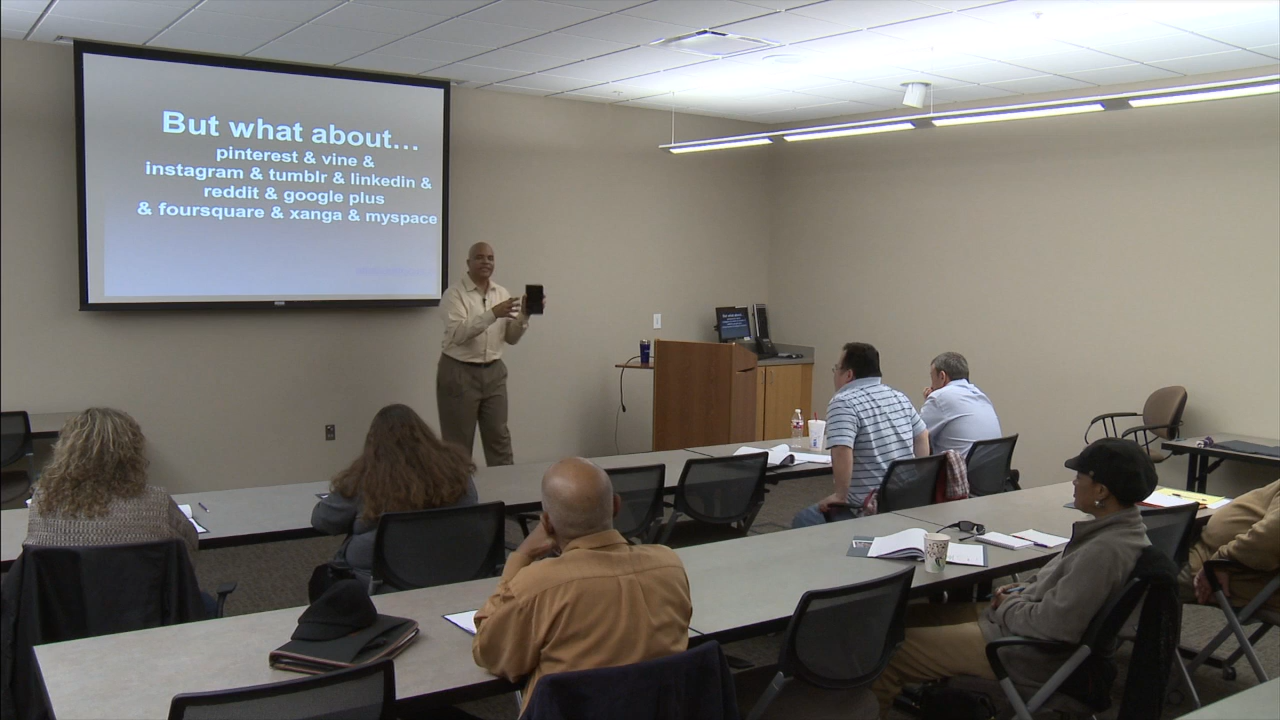 But what about...
pinterest & vine &
instagram & tumblr & linkedin &
reddit & google plus
& foursquare & xanga & myspace